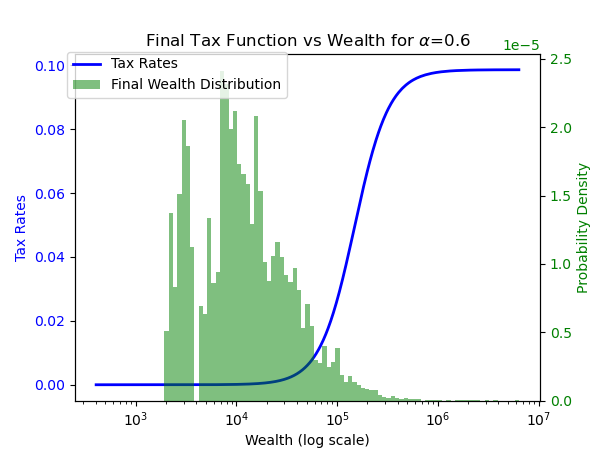 Final Tax Function vs Wealth for α=0.6
1e−5
Tax Rates
Final Wealth Distribution
0.10
0.08
0.06
0.04
0.02
0.00
Tax Rates
2.5
2.0
1.5
1.0
0.5
0.0
Probability Density
10³
10⁴
10⁵
10⁶
10⁷
Wealth (log scale)